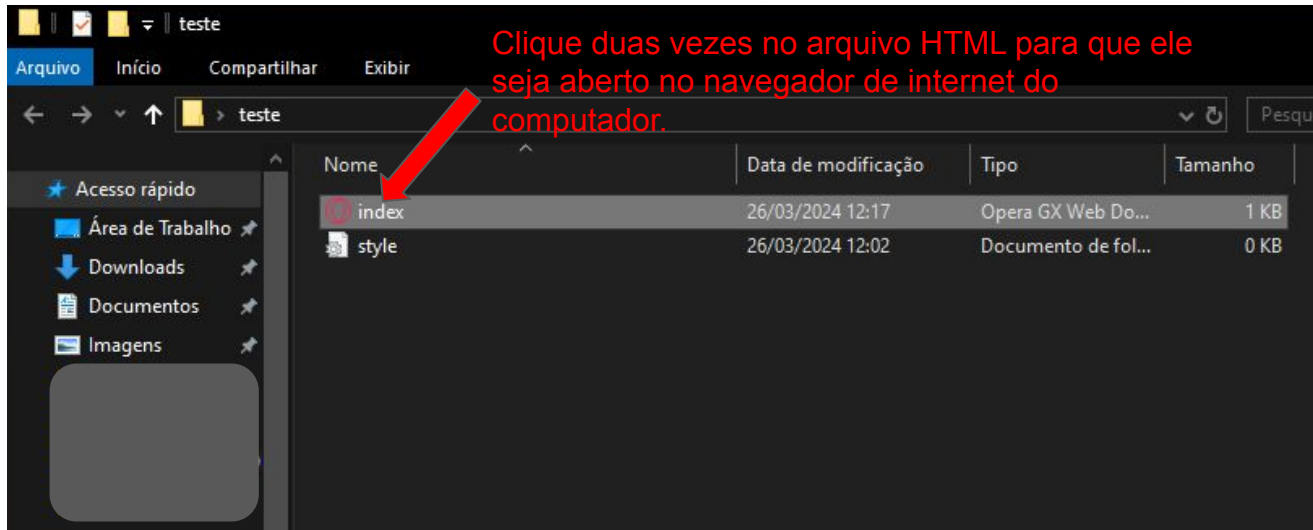 teste
Clique duas vezes no arquivo HTML para que ele
seja aberto no navegador de internet do
computador.
Arquivo Início Compartilhar Exibir
teste Pesqu
Nome Data de modificação Tipo Tamanho
Acesso rápido
index 26/03/2024 12:17 Opera GX Web Do... 1 KB
Área de Trabalho
style 26/03/2024 12:02 Documento de fol... 0 KB
Downloads
Documentos
Imagens